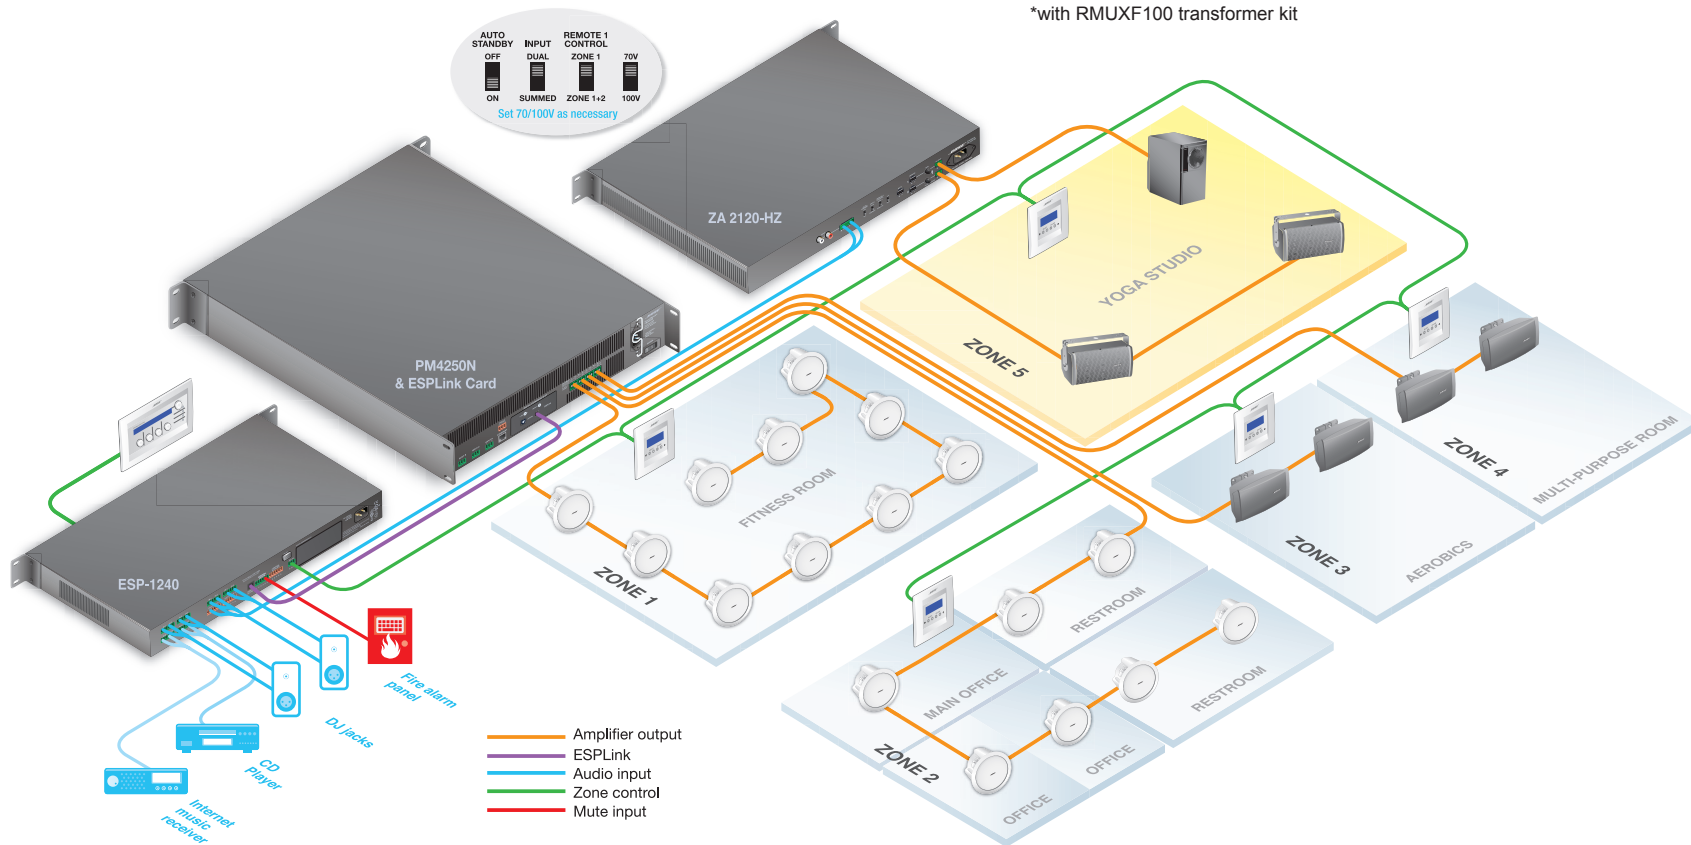 *with RMUXF100 transformer kit
AUTO STANDBY
INPUT
REMOTE 1 CONTROL
OFF
DUAL
ZONE 1
70V
ON
SUMMED
ZONE 1+2
100V
Set 70/100V as necessary
ZA 2120-HZ
PM4250N
& ESPLink Card
ESP-1240
YOGA STUDIO
ZONE 5
FITNESS ROOM
ZONE 1
ZONE 4
MULTI-PURPOSE ROOM
ZONE 3
AEROBICS
RESTROOM
MAIN OFFICE
RESTROOM
ZONE 2
OFFICE
OFFICE
Fire alarm
panel
DJ jacks
CD
Player
Internet
music
receiver
Amplifier output
ESPLink
Audio input
Zone control
Mute input